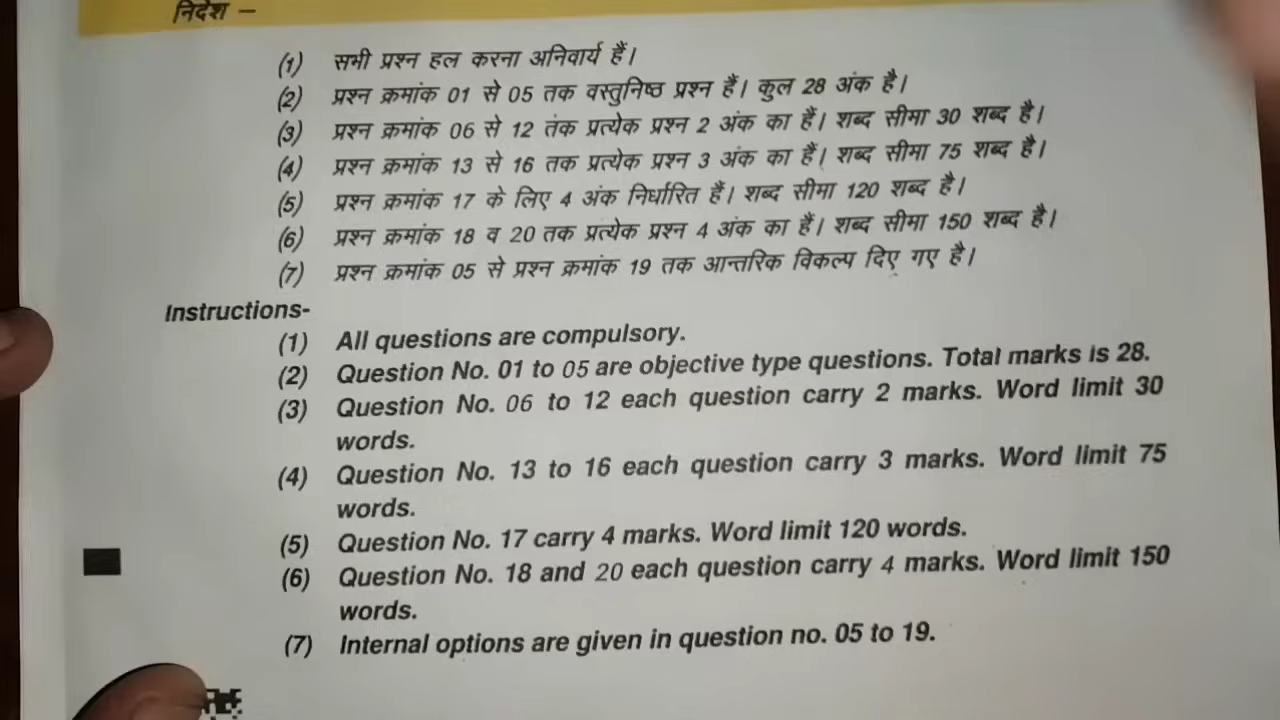 निर्देश –
(1) सभी प्रश्न हल करना अनिवार्य हैं।
(2) प्रश्न क्रमांक 01 से 05 तक वस्तुनिष्ठ प्रश्न हैं। कुल 28 अंक है।
(3) प्रश्न क्रमांक 06 से 12 तक प्रत्येक प्रश्न 2 अंक का हैं। शब्द सीमा 30 शब्द है।
(4) प्रश्न क्रमांक 13 से 16 तक प्रत्येक प्रश्न 3 अंक का हैं। शब्द सीमा 75 शब्द है।
(5) प्रश्न क्रमांक 17 के लिए 4 अंक निर्धारित हैं। शब्द सीमा 120 शब्द है।
(6) प्रश्न क्रमांक 18 व 20 तक प्रत्येक प्रश्न 4 अंक का हैं। शब्द सीमा 150 शब्द है।
(7) प्रश्न क्रमांक 05 से प्रश्न क्रमांक 19 तक आन्तरिक विकल्प दिए गए है।
Instructions-
(1) All questions are compulsory.
(2) Question No. 01 to 05 are objective type questions. Total marks is 28.
(3) Question No. 06 to 12 each question carry 2 marks. Word limit 30
words.
(4) Question No. 13 to 16 each question carry 3 marks. Word limit 75
words.
(5) Question No. 17 carry 4 marks. Word limit 120 words.
(6) Question No. 18 and 20 each question carry 4 marks. Word limit 150
words.
(7) Internal options are given in question no. 05 to 19.